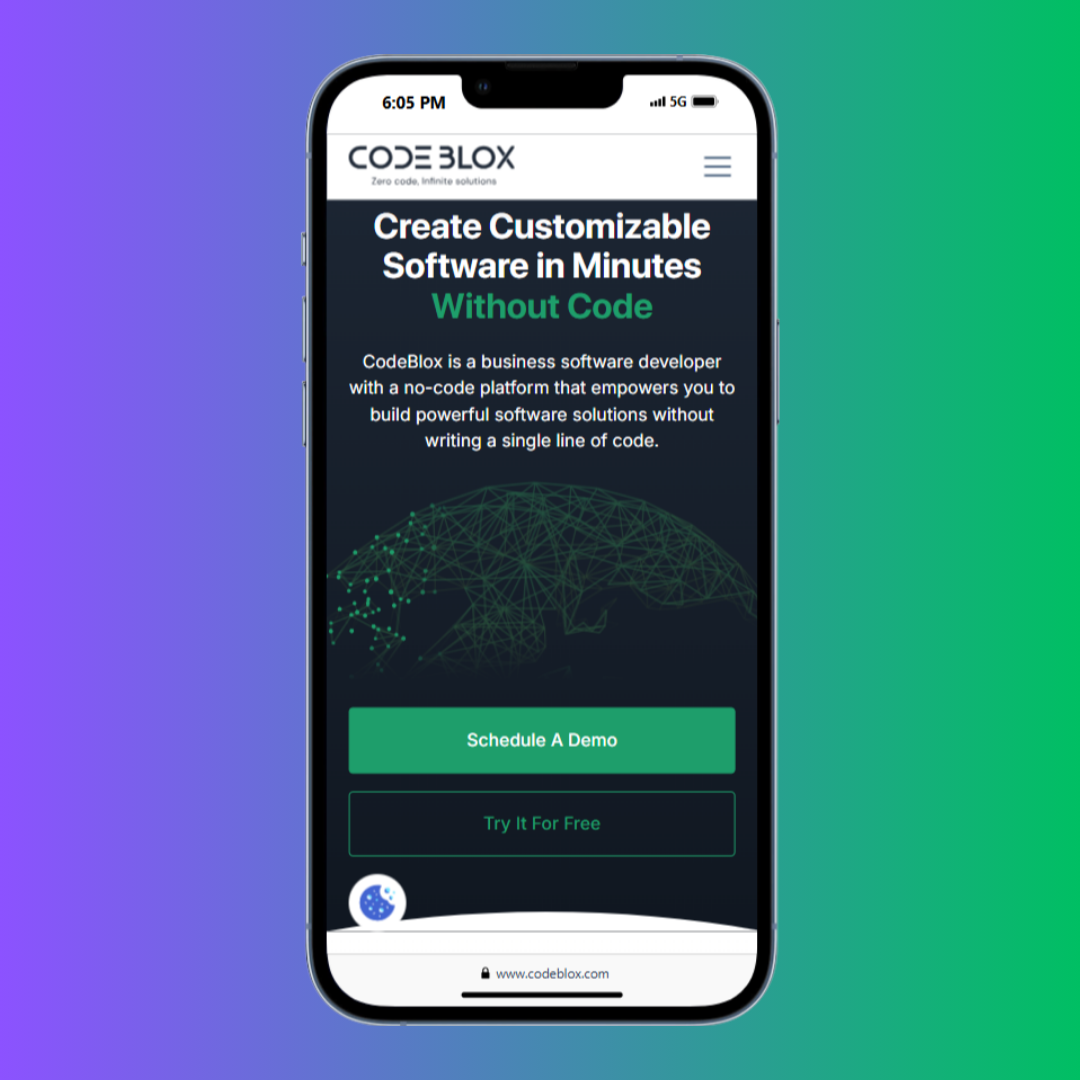 6:05 PM
5G
CODE BLOX
Zero code, Infinite solutions
Create Customizable
Software in Minutes
Without Code
CodeBlox is a business software developer
with a no-code platform that empowers you to
build powerful software solutions without
writing a single line of code.
Schedule A Demo
Try It For Free
www.codeblox.com